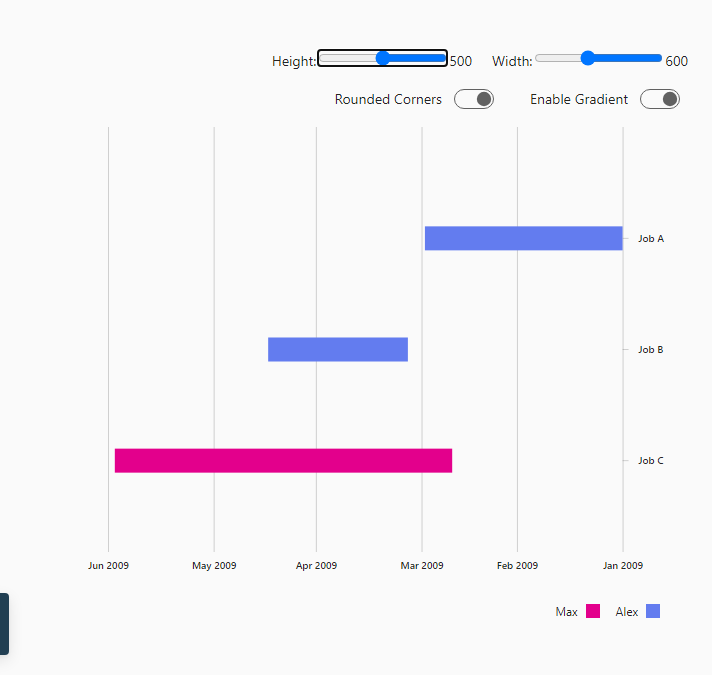 Height: 500 Width: 600
Rounded Corners Enable Gradient
Job A
Job B
Job C
Jun 2009 May 2009 Apr 2009 Mar 2009 Feb 2009 Jan 2009
Max Alex